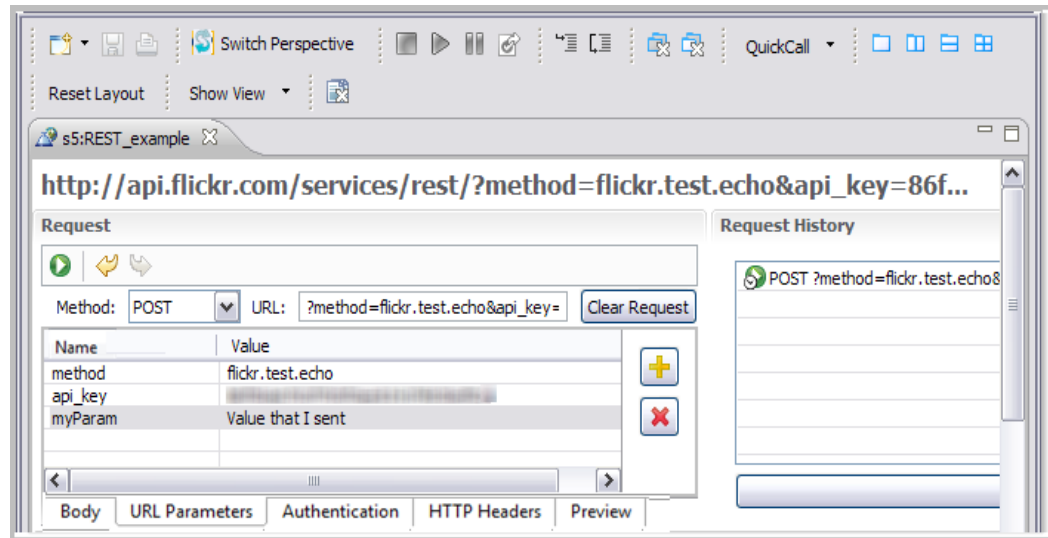 Switch Perspective QuickCall
Reset Layout Show View
s5:REST_example
http://api.flickr.com/services/rest/?method=flickr.test.echo&api_key=86f...
Request Request History
POST ?method=flickr.test.echo&
Method: POST URL: ?method=flickr.test.echo&api_key= Clear Request
Name Value
method flickr.test.echo
api_key
myParam Value that I sent
Body URL Parameters Authentication HTTP Headers Preview